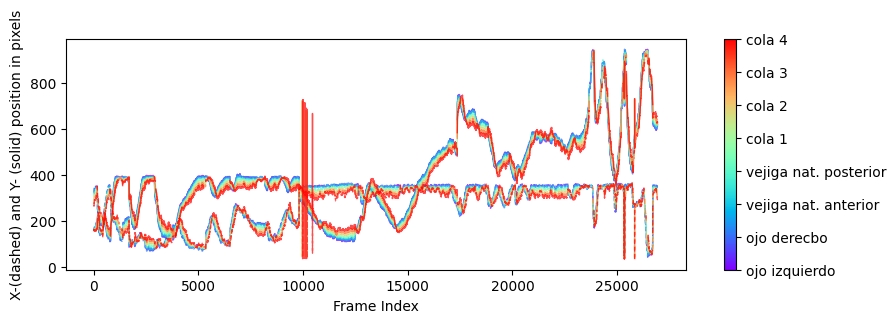 X-(dashed) and Y- (solid) position in pixels
800
600
400
200
0
0
5000
10000
15000
20000
25000
Frame Index
cola 4
cola 3
cola 2
cola 1
vejiga nat. posterior
vejiga nat. anterior
ojo derecbo
ojo izquierdo